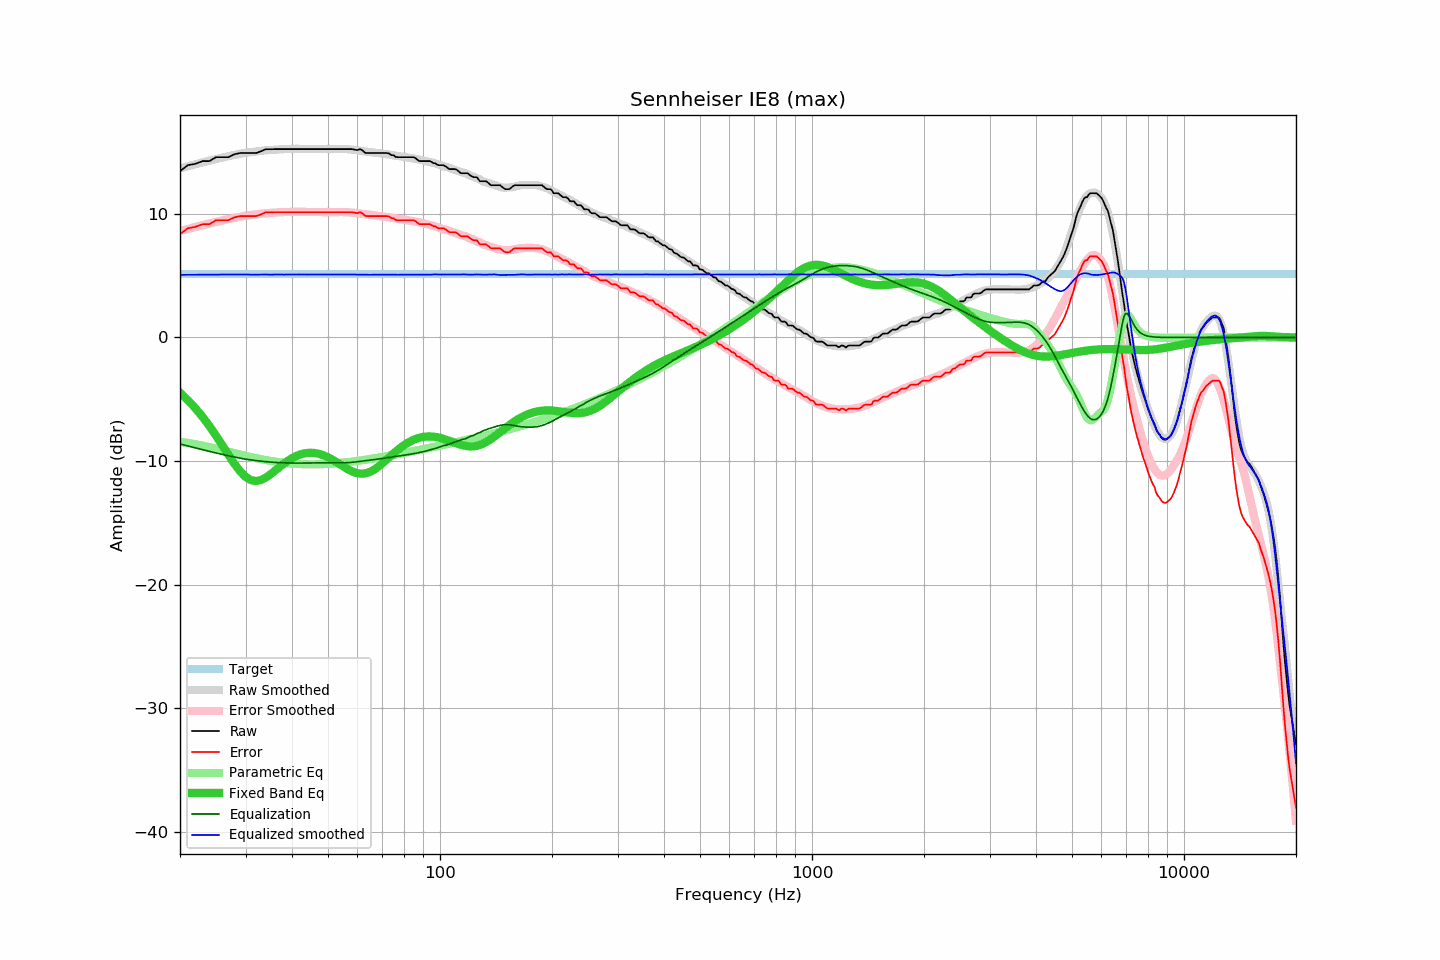 Sennheiser IE8 (max)
10
0
−10
−20
−30
−40
Amplitude (dBr)
Target
Raw Smoothed
Error Smoothed
Raw
Error
Parametric Eq
Fixed Band Eq
Equalization
Equalized smoothed
100 1000 10000
Frequency (Hz)